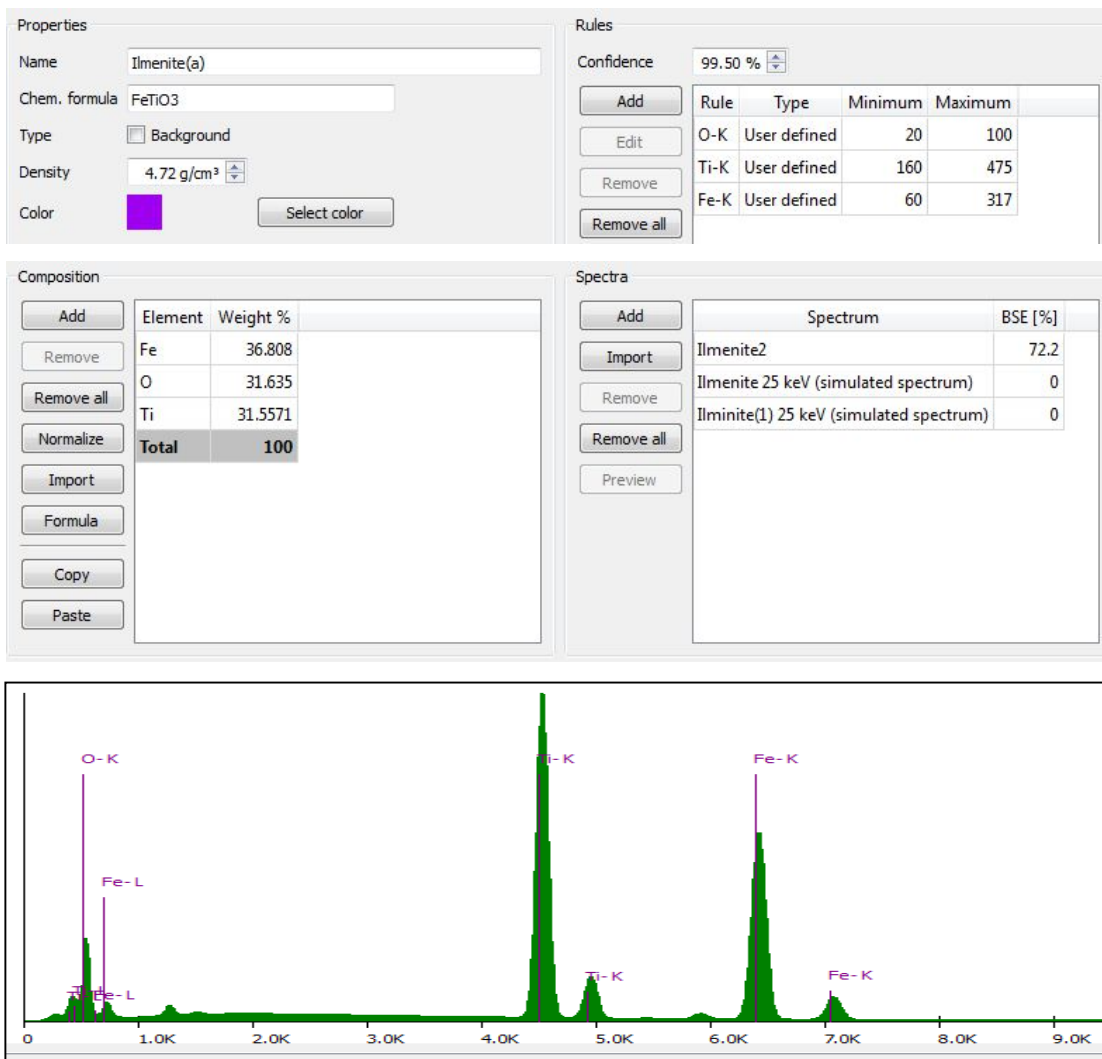 Properties
Name Ilmenite(a)
Chem. formula FeTiO3
Type Background
Density 4.72 g/cm³
Color Select color
Rules
Confidence 99.50 %
Add
Edit
Remove
Remove all
Rule Type Minimum Maximum
O-K User defined 20 100
Ti-K User defined 160 475
Fe-K User defined 60 317
Composition
Add
Remove
Remove all
Normalize
Import
Formula
Copy
Paste
Element Weight %
Fe 36.808
O 31.635
Ti 31.5571
Total 100
Spectra
Add
Import
Remove
Remove all
Preview
Spectrum BSE [%]
Ilmenite2 72.2
Ilmenite 25 keV (simulated spectrum) 0
Ilminite(1) 25 keV (simulated spectrum) 0
O-K
Ti-K
Fe-K
Fe-L
Ti-K
Fe-K
Fe-L
0 1.0K 2.0K 3.0K 4.0K 5.0K 6.0K 7.0K 8.0K 9.0K